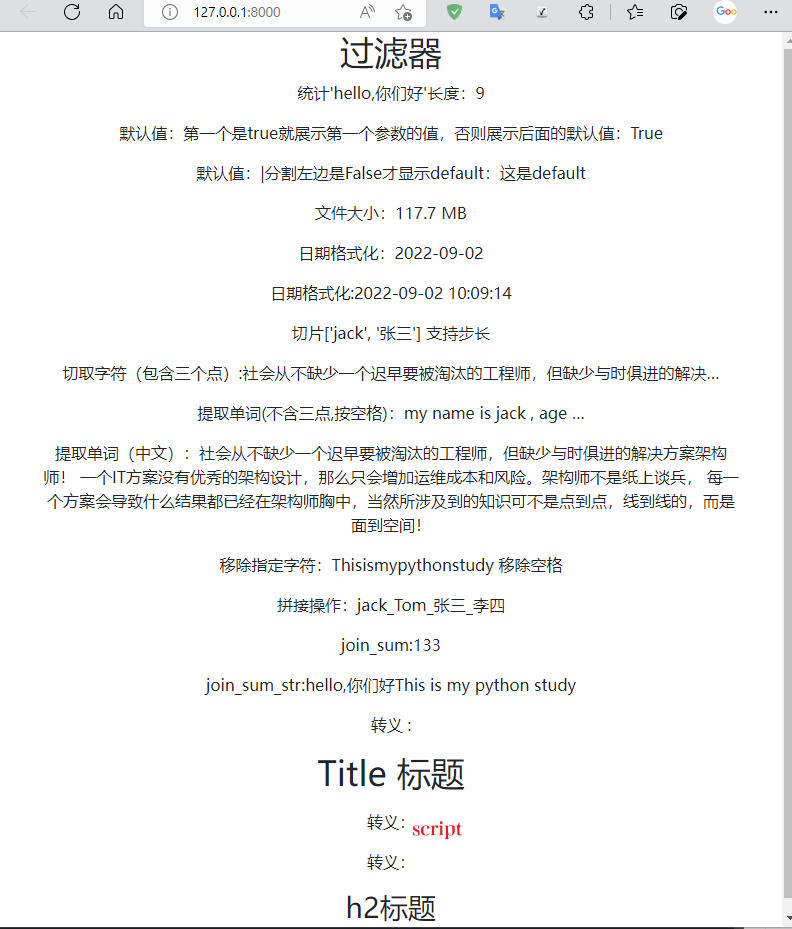 127.0.0.1:8000
过滤器
统计'hello,你们好'长度：9
默认值：第一个是true就展示第一个参数的值，否则展示后面的默认值：True
默认值：|分割左边是False才显示default：这是default
文件大小：117.7 MB
日期格式化：2022-09-02
日期格式化:2022-09-02 10:09:14
切片['jack', '张三'] 支持步长
切取字符（包含三个点）:社会从不缺少一个迟早要被淘汰的工程师，但缺少与时俱进的解决…
提取单词(不含三点,按空格)：my name is jack , age …
提取单词（中文）：社会从不缺少一个迟早要被淘汰的工程师，但缺少与时俱进的解决方案架构
师！ 一个IT方案没有优秀的架构设计，那么只会增加运维成本和风险。架构师不是纸上谈兵， 每一
个方案会导致什么结果都已经在架构师胸中，当然所涉及到的知识可不是点到点，线到线的，而是
面到空间！
移除指定字符：Thisismypythonstudy 移除空格
拼接操作：jack_Tom_张三_李四
join_sum:133
join_sum_str:hello,你们好This is my python study
转义：
Title 标题
转义：script
转义：
h2标题